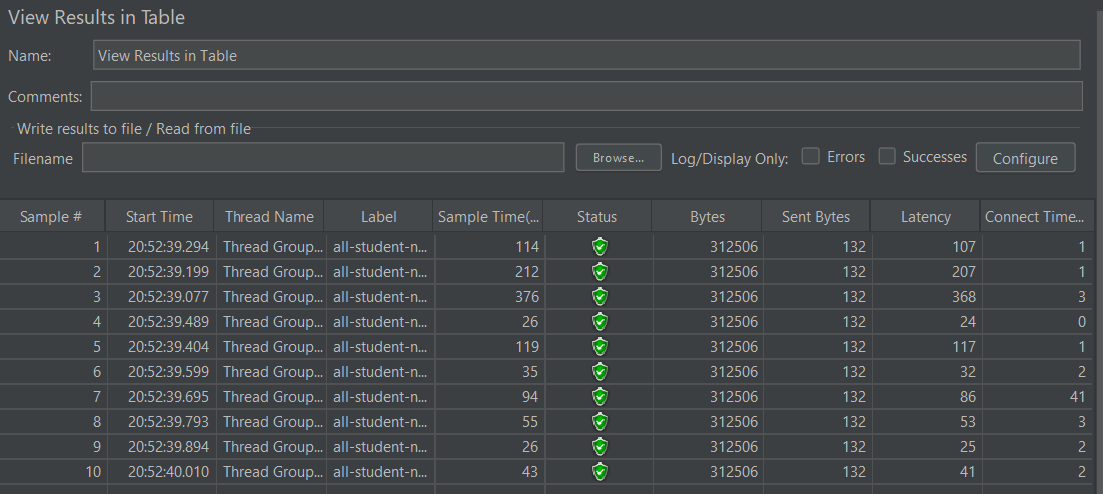 View Results in Table
Name: View Results in Table
Comments:
Write results to file / Read from file
Filename Browse... Log/Display Only: Errors Successes Configure
Sample # Start Time Thread Name Label Sample Time(... Status Bytes Sent Bytes Latency Connect Time...
1 20:52:39.294 Thread Group... all-student-n... 114 312506 132 107 1
2 20:52:39.199 Thread Group... all-student-n... 212 312506 132 207 1
3 20:52:39.077 Thread Group... all-student-n... 376 312506 132 368 3
4 20:52:39.489 Thread Group... all-student-n... 26 312506 132 24 0
5 20:52:39.404 Thread Group... all-student-n... 119 312506 132 117 1
6 20:52:39.599 Thread Group... all-student-n... 35 312506 132 32 2
7 20:52:39.695 Thread Group... all-student-n... 94 312506 132 86 41
8 20:52:39.793 Thread Group... all-student-n... 55 312506 132 53 3
9 20:52:39.894 Thread Group... all-student-n... 26 312506 132 25 2
10 20:52:40.010 Thread Group... all-student-n... 43 312506 132 41 2